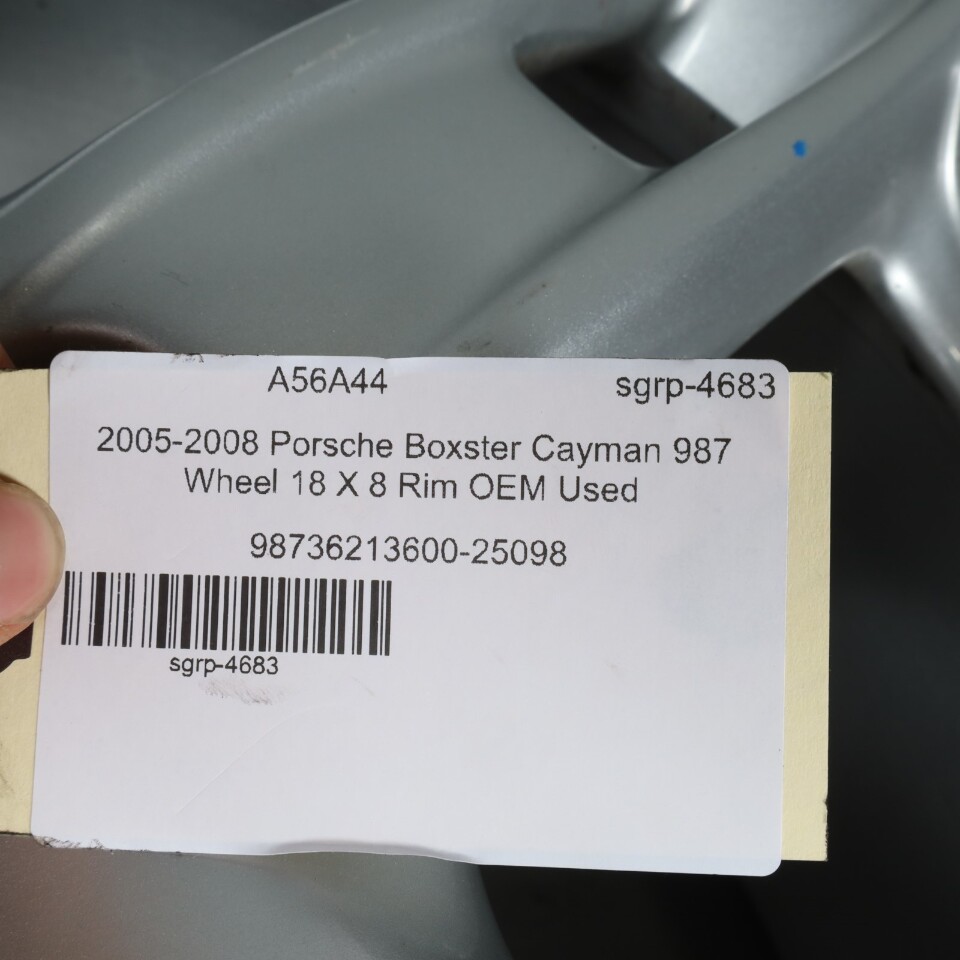 A56A44 sgrp-4683
2005-2008 Porsche Boxster Cayman 987
Wheel 18 X 8 Rim OEM Used
98736213600-25098
sgrp-4683